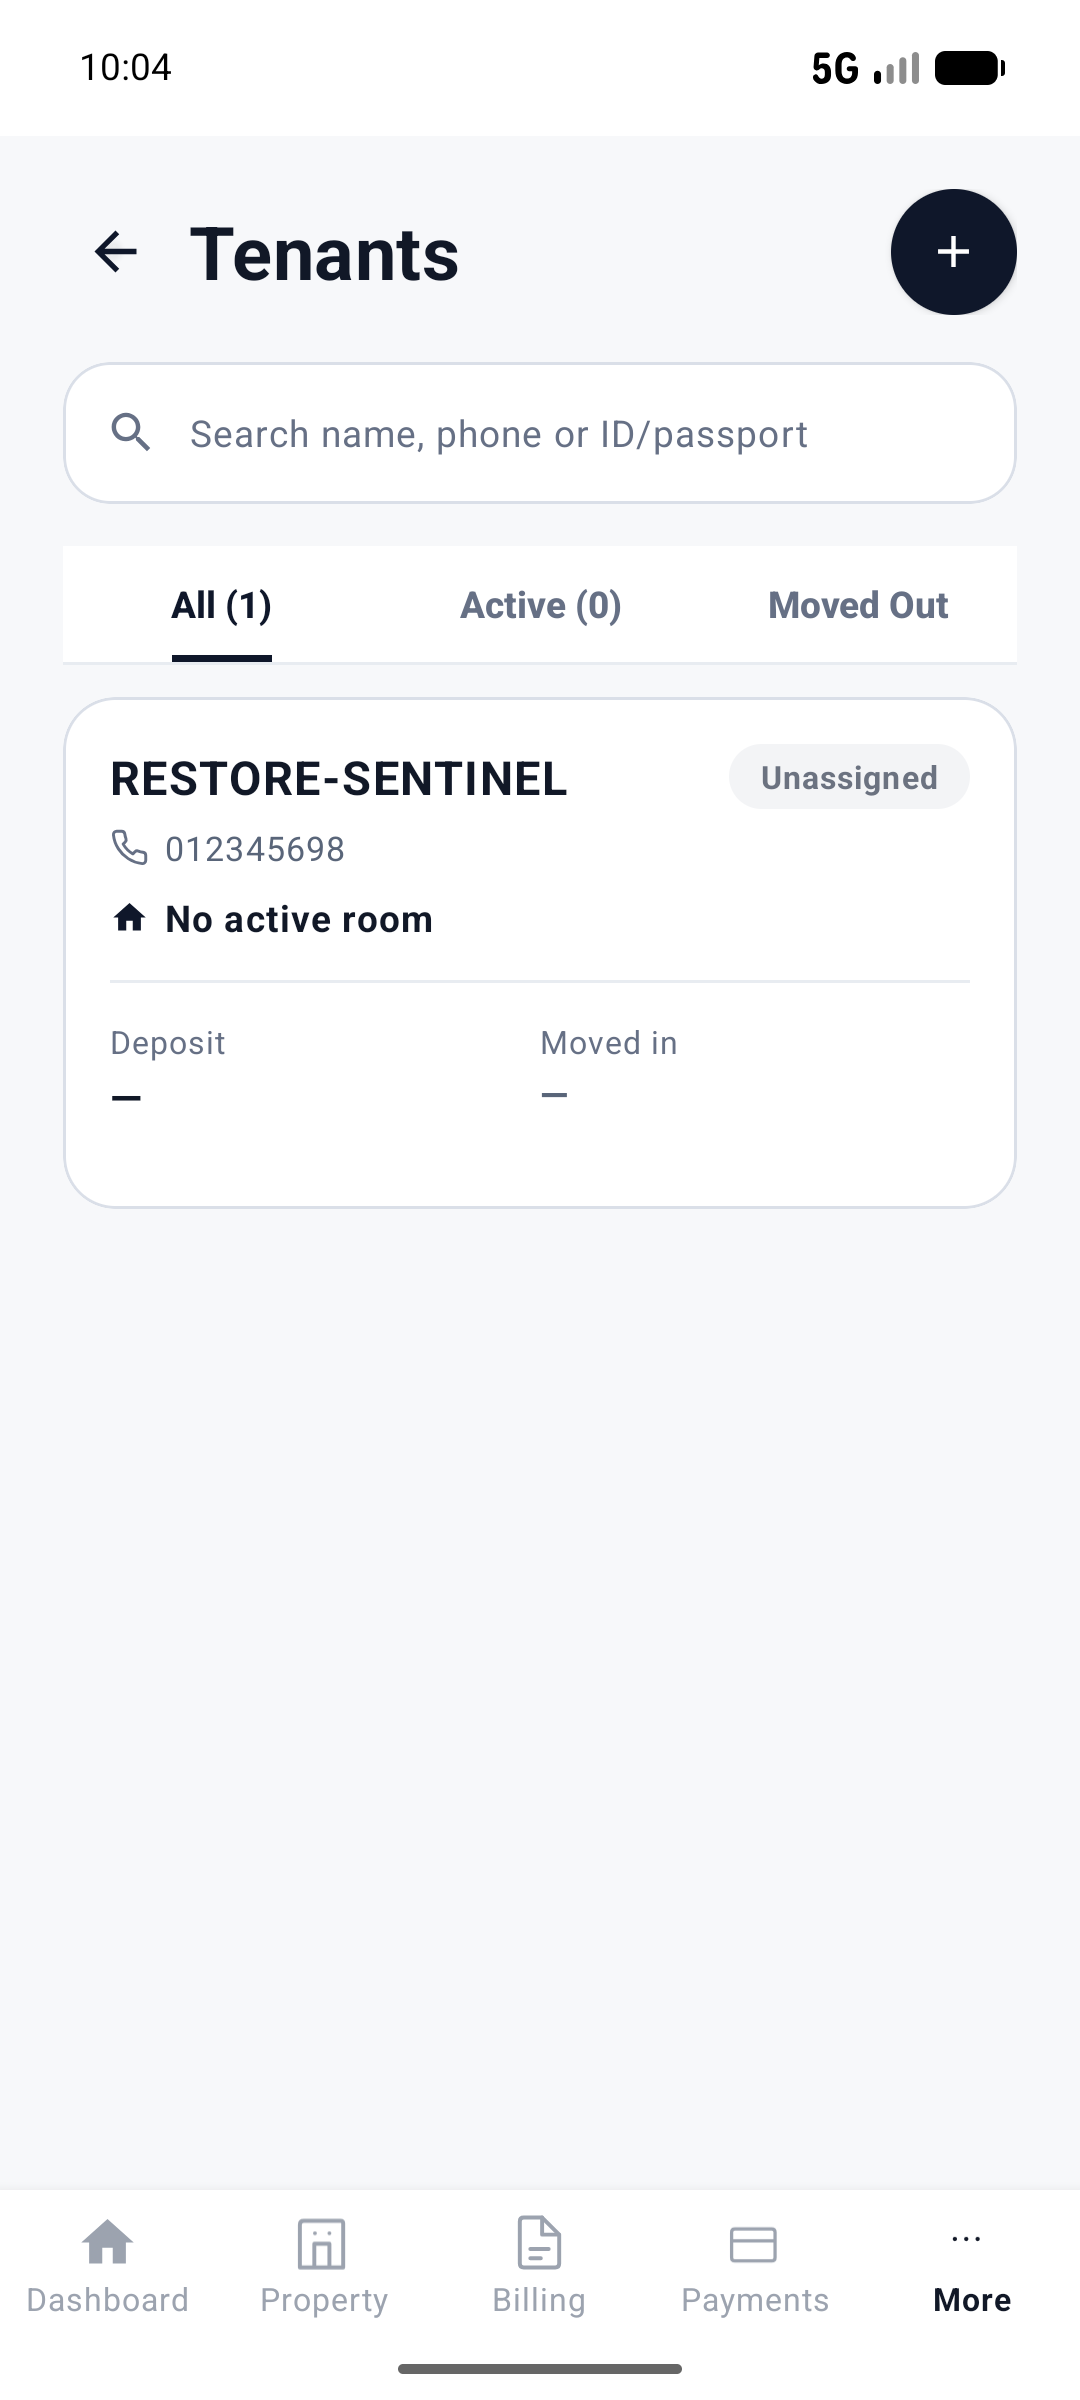 10:04
5G
Tenants
Search name, phone or ID/passport
All (1)
Active (0)
Moved Out
RESTORE-SENTINEL
Unassigned
012345698
No active room
Deposit
Moved in
–
–
Dashboard
Property
Billing
Payments
More